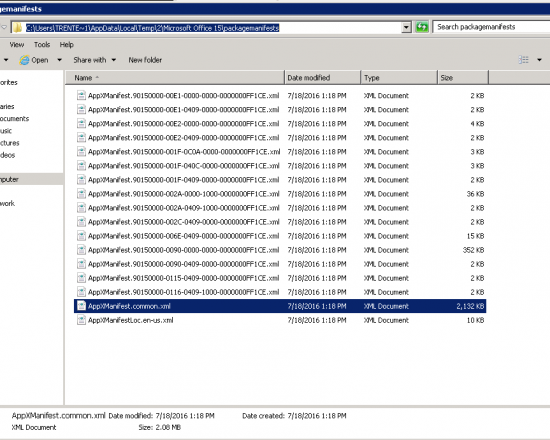 agemanifests
C:\Users\TRENTE~1\AppData\Local\Temp\2\Microsoft Office 15\packagemanifests
Search packagemanifests
View Tools Help
Open Share with New folder
Name Date modified Type Size
AppXManifest.90150000-00E1-0000-0000-0000000FF1CE.xml 7/18/2016 1:18 PM XML Document 2 KB
AppXManifest.90150000-00E1-0409-0000-0000000FF1CE.xml 7/18/2016 1:18 PM XML Document 2 KB
AppXManifest.90150000-00E2-0000-0000-0000000FF1CE.xml 7/18/2016 1:18 PM XML Document 4 KB
AppXManifest.90150000-00E2-0409-0000-0000000FF1CE.xml 7/18/2016 1:18 PM XML Document 2 KB
AppXManifest.90150000-001F-0C0A-0000-0000000FF1CE.xml 7/18/2016 1:18 PM XML Document 3 KB
AppXManifest.90150000-001F-040C-0000-0000000FF1CE.xml 7/18/2016 1:18 PM XML Document 3 KB
AppXManifest.90150000-001F-0409-0000-0000000FF1CE.xml 7/18/2016 1:18 PM XML Document 2 KB
AppXManifest.90150000-002A-0000-1000-0000000FF1CE.xml 7/18/2016 1:18 PM XML Document 36 KB
AppXManifest.90150000-002A-0409-1000-0000000FF1CE.xml 7/18/2016 1:18 PM XML Document 2 KB
AppXManifest.90150000-002C-0409-0000-0000000FF1CE.xml 7/18/2016 1:18 PM XML Document 2 KB
AppXManifest.90150000-006E-0409-0000-0000000FF1CE.xml 7/18/2016 1:18 PM XML Document 15 KB
AppXManifest.90150000-0090-0000-0000-0000000FF1CE.xml 7/18/2016 1:18 PM XML Document 352 KB
AppXManifest.90150000-0090-0409-0000-0000000FF1CE.xml 7/18/2016 1:18 PM XML Document 2 KB
AppXManifest.90150000-0115-0409-0000-0000000FF1CE.xml 7/18/2016 1:18 PM XML Document 2 KB
AppXManifest.90150000-0116-0409-1000-0000000FF1CE.xml 7/18/2016 1:18 PM XML Document 2 KB
AppXManifest.common.xml 7/18/2016 1:18 PM XML Document 2,132 KB
AppXManifestLoc.en-us.xml 7/18/2016 1:18 PM XML Document 10 KB
orites
aries
ocuments
usic
ctures
deos
mputer
work
AppXManifest.common.xml Date modified: 7/18/2016 1:18 PM Date created: 7/18/2016 1:18 PM
XML Document Size: 2.08 MB